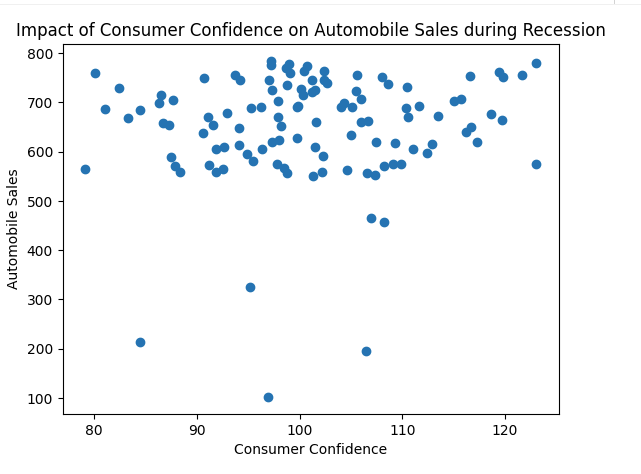 Impact of Consumer Confidence on Automobile Sales during Recession
800
700
600
500
400
300
200
100
Automobile Sales
80 90 100 110 120
Consumer Confidence